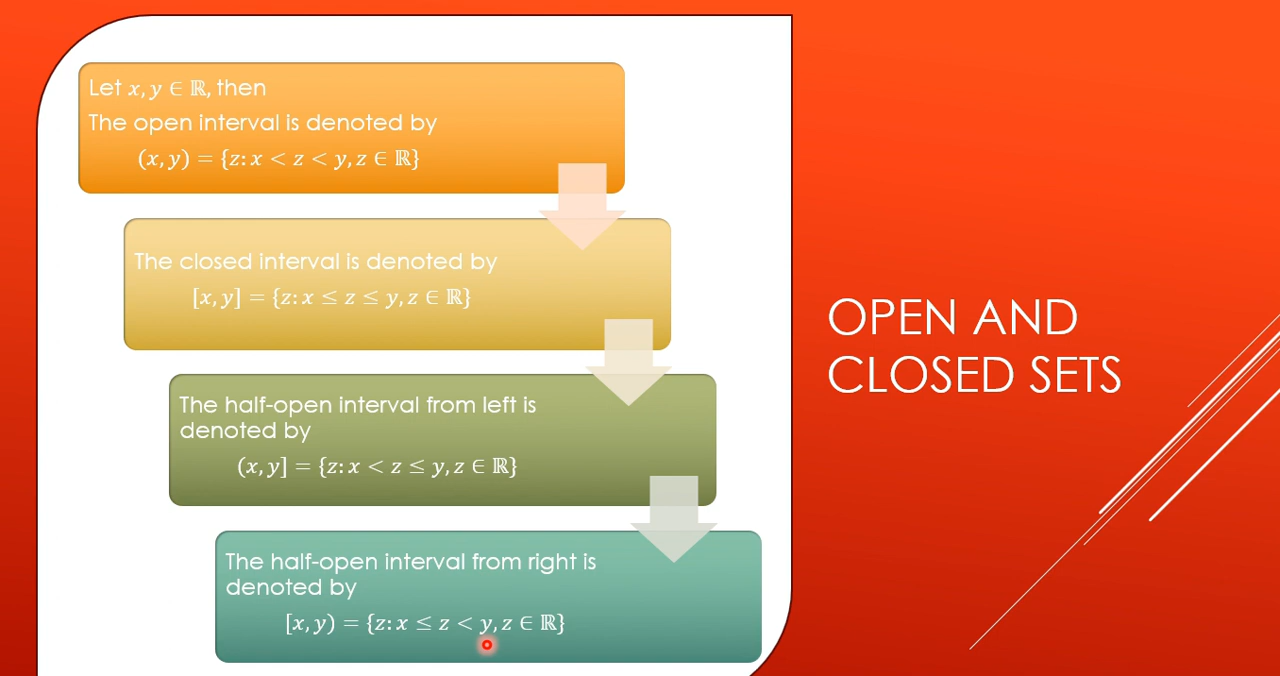 Let x, y ∈ ℝ, then
The open interval is denoted by
(x, y) = {z: x < z < y, z ∈ ℝ}
The closed interval is denoted by
[x, y] = {z: x ≤ z ≤ y, z ∈ ℝ}
The half-open interval from left is
denoted by
(x, y] = {z: x < z ≤ y, z ∈ ℝ}
The half-open interval from right is
denoted by
[x, y) = {z: x ≤ z < y, z ∈ ℝ}
OPEN AND
CLOSED SETS